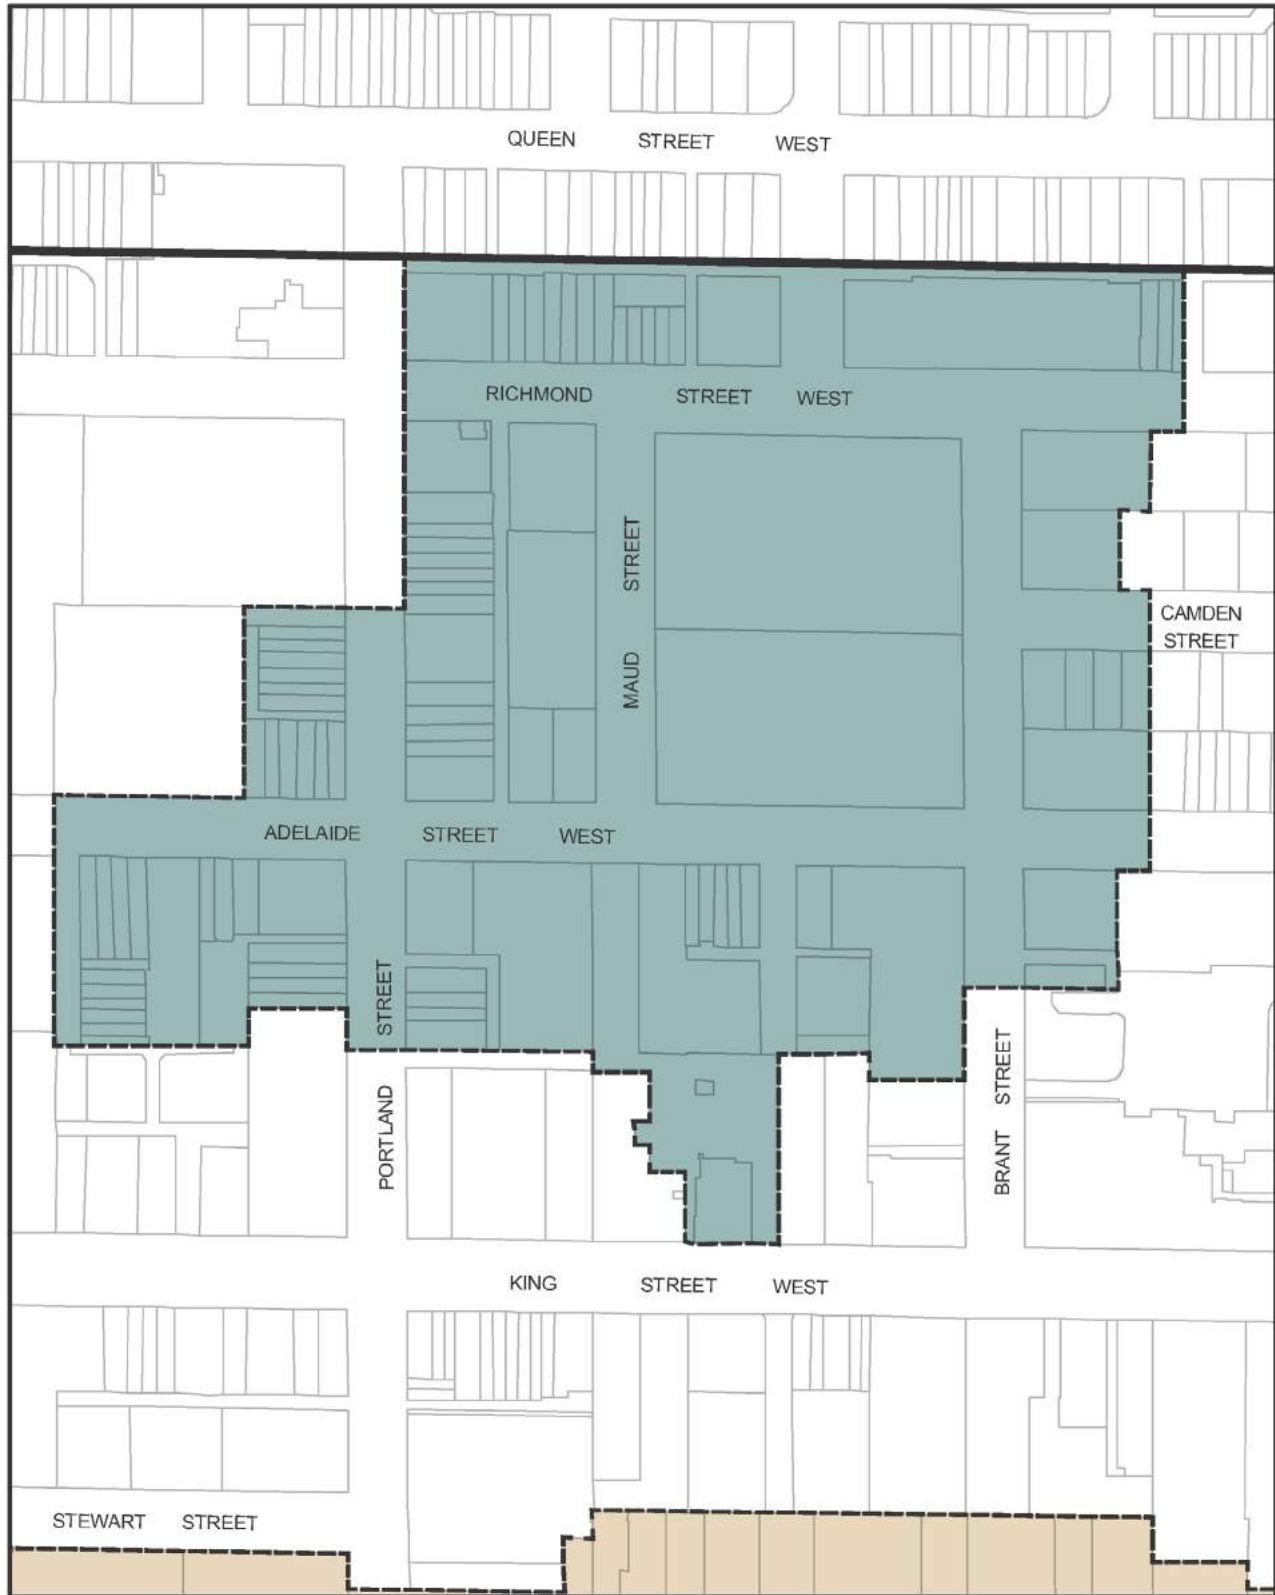 QUEEN STREET WEST
RICHMOND STREET WEST
MAUD STREET
CAMDEN
STREET
ADELAIDE STREET WEST
PORTLAND STREET
BRANT STREET
KING STREET WEST
STEWART STREET